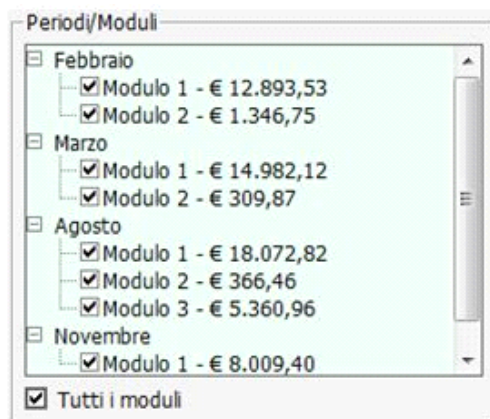 Periodi/Moduli
Febbraio
Modulo 1 - € 12.893,53
Modulo 2 - € 1.346,75
Marzo
Modulo 1 - € 14.982,12
Modulo 2 - € 309,87
Agosto
Modulo 1 - € 18.072,82
Modulo 2 - € 366,46
Modulo 3 - € 5.360,96
Novembre
Modulo 1 - € 8.009,40
Tutti i moduli